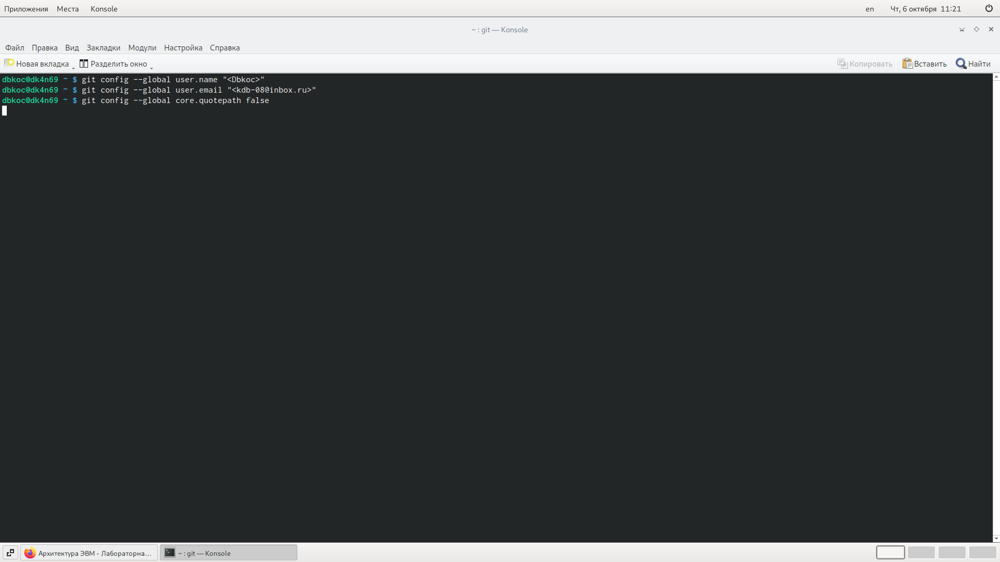 Приложения Места Konsole en Чт, 6 октября 11:21
~ : git — Konsole
Файл Правка Вид Закладки Модули Настройка Справка
Новая вкладка Разделить окно Копировать Вставить Найти
dbkoc@dk4n69 ~ $ git config --global user.name "<Dbkoc>"
dbkoc@dk4n69 ~ $ git config --global user.email "<kdb-08@inbox.ru>"
dbkoc@dk4n69 ~ $ git config --global core.quotepath false
Архитектура ЭВМ - Лабораторна… ~ : git — Konsole